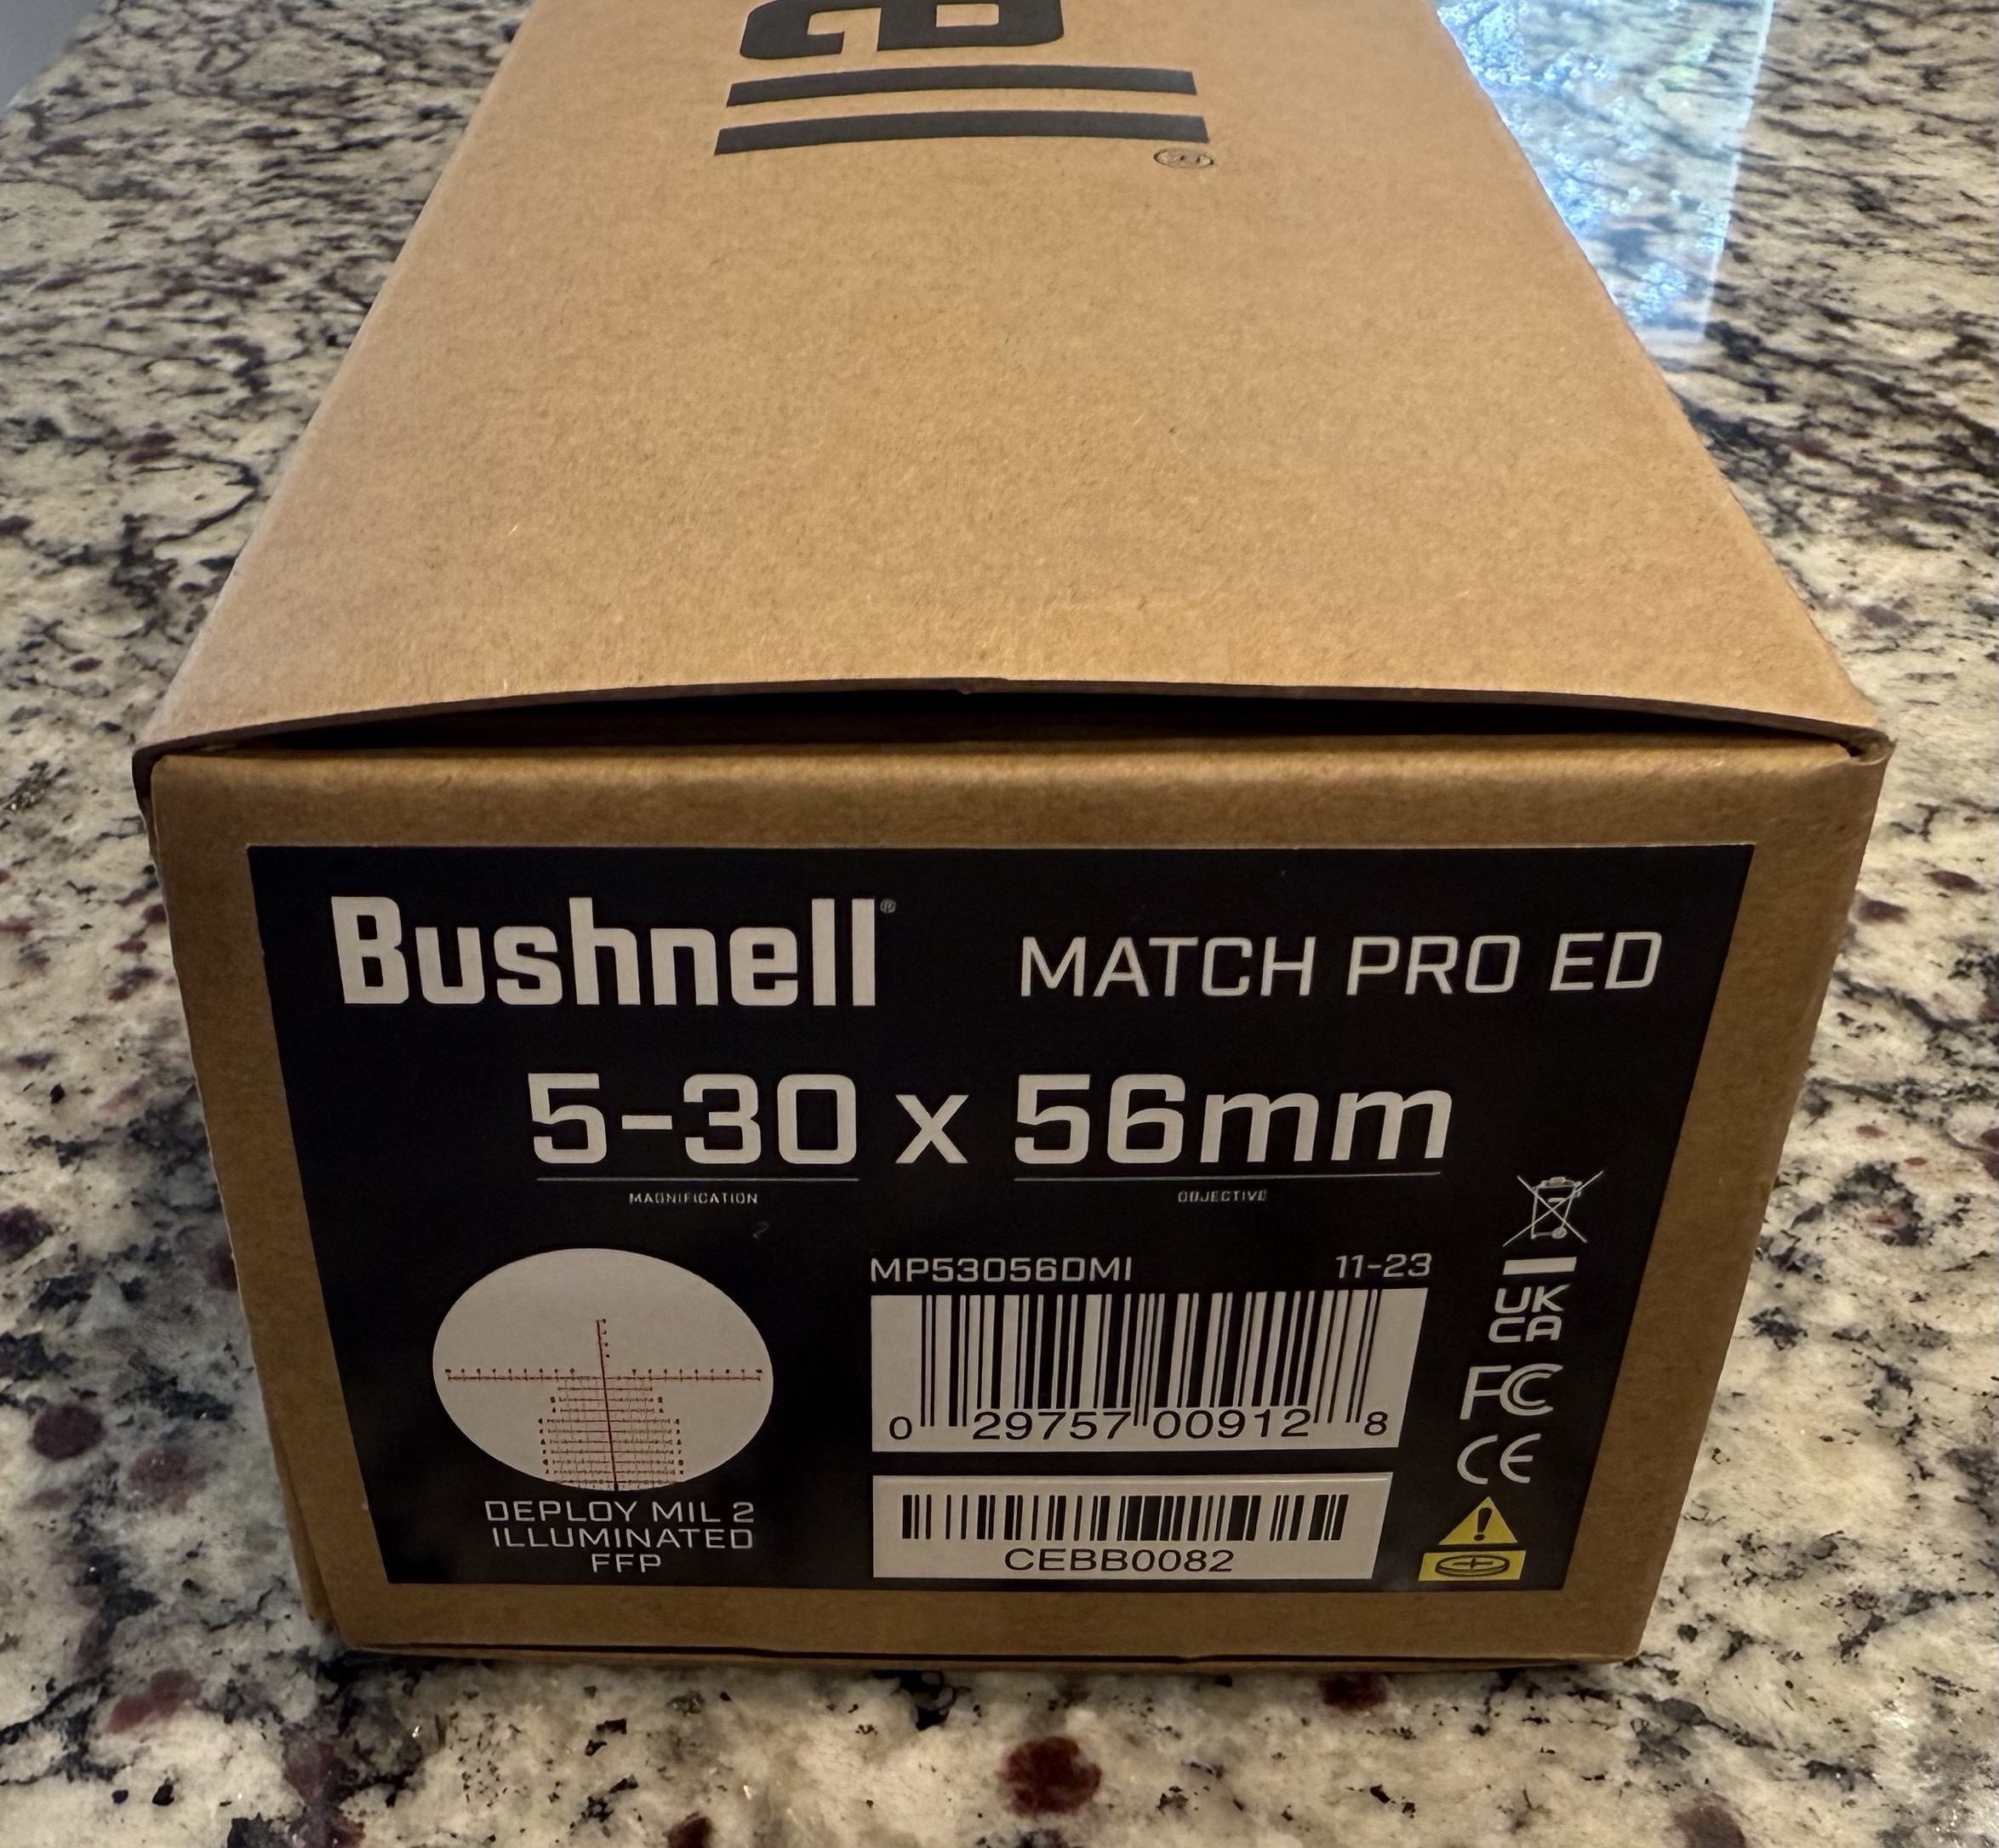 ell®
Bushnell®
MATCH PRO ED
5-30 x 56mm
MAGNIFICATION
OBJECTIVE
MP53056DMI
11-23
0 29757 00912 8
CEBB0082
DEPLOY MIL 2
ILLUMINATED
FFP
UK
CA
FC
CE